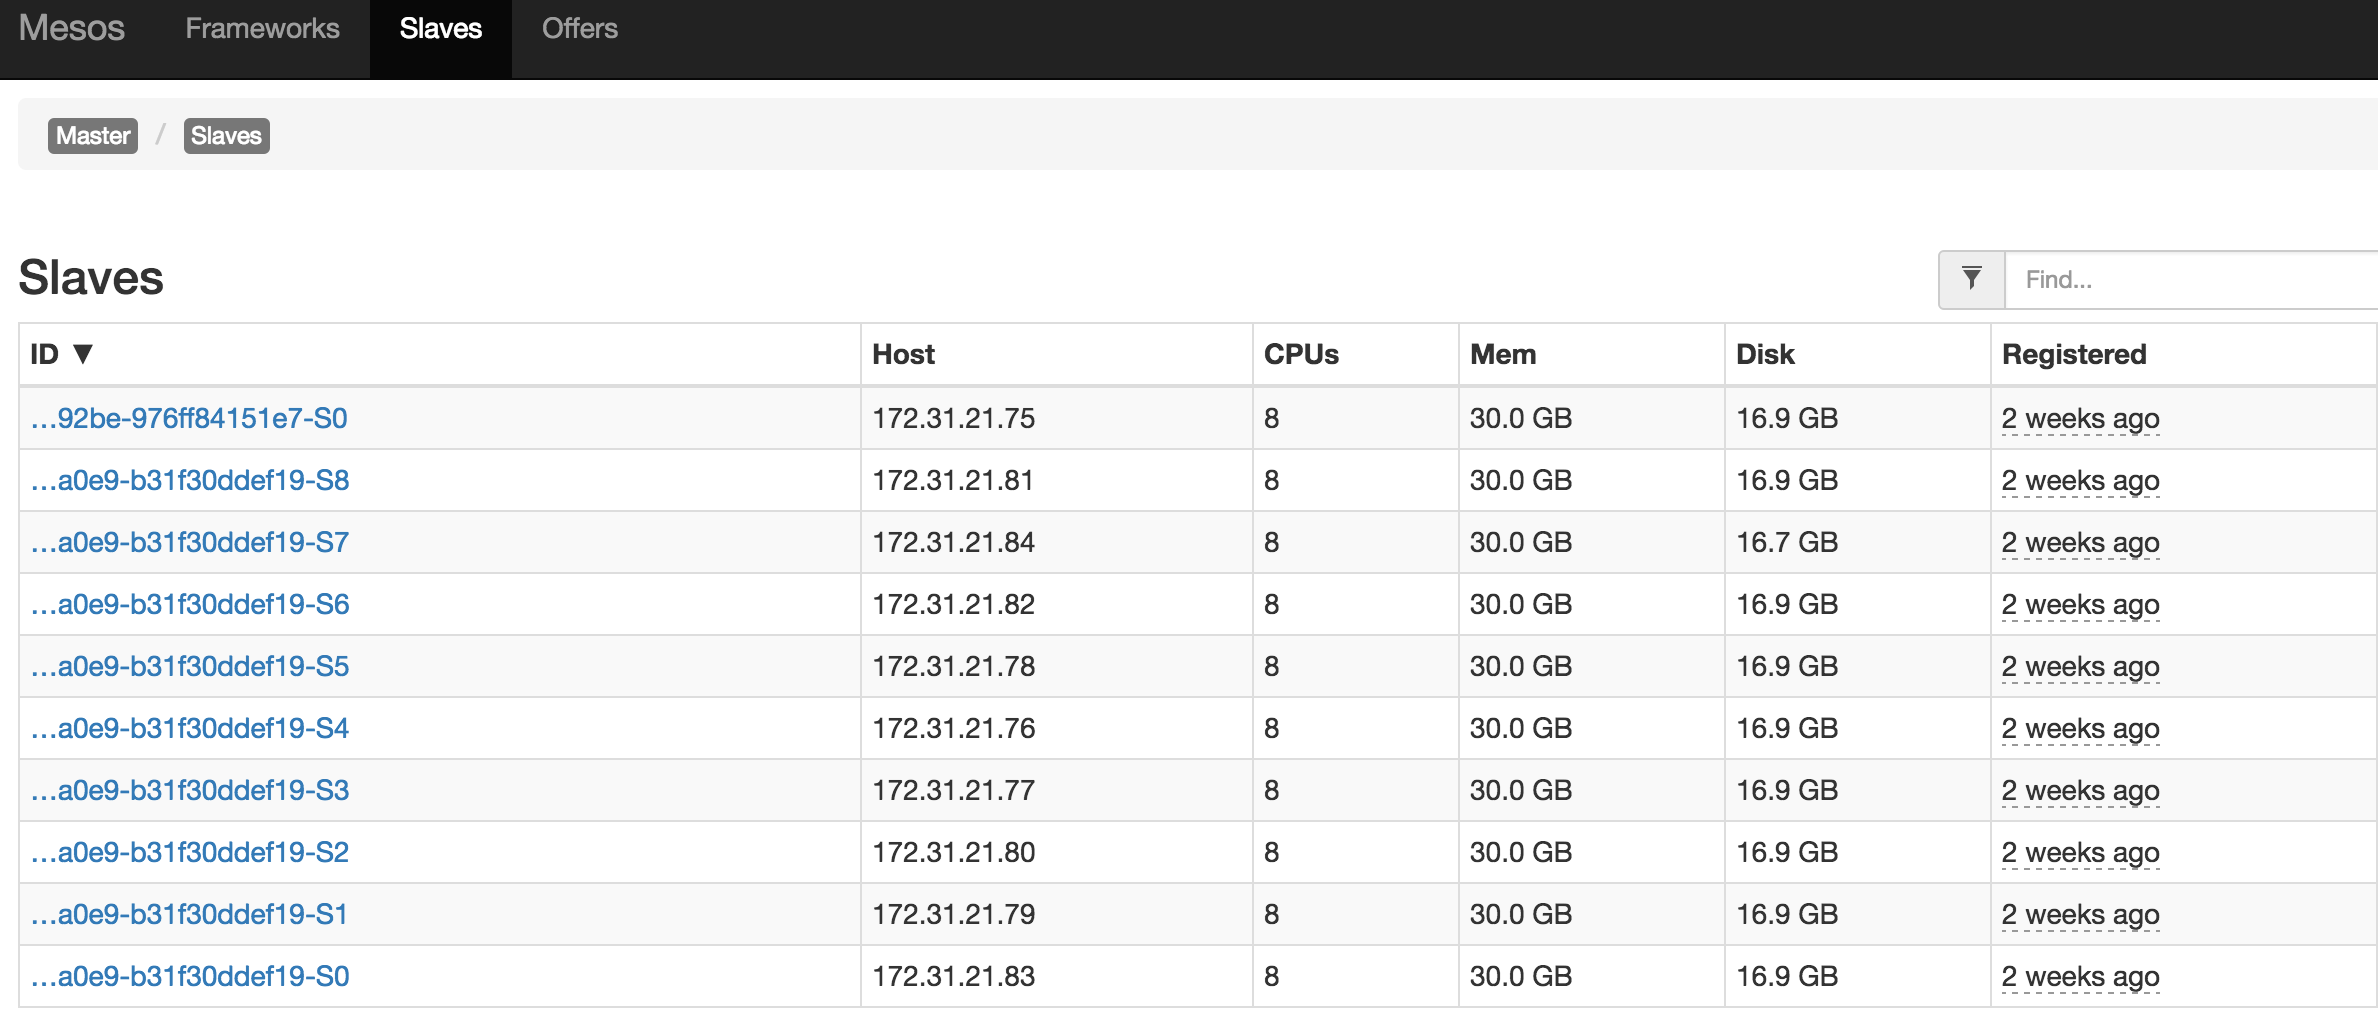 Mesos Frameworks Slaves Offers
Master / Slaves
Slaves
Find...
ID ▼ Host CPUs Mem Disk Registered
...92be-976ff84151e7-S0 172.31.21.75 8 30.0 GB 16.9 GB 2 weeks ago
...a0e9-b31f30ddef19-S8 172.31.21.81 8 30.0 GB 16.9 GB 2 weeks ago
...a0e9-b31f30ddef19-S7 172.31.21.84 8 30.0 GB 16.7 GB 2 weeks ago
...a0e9-b31f30ddef19-S6 172.31.21.82 8 30.0 GB 16.9 GB 2 weeks ago
...a0e9-b31f30ddef19-S5 172.31.21.78 8 30.0 GB 16.9 GB 2 weeks ago
...a0e9-b31f30ddef19-S4 172.31.21.76 8 30.0 GB 16.9 GB 2 weeks ago
...a0e9-b31f30ddef19-S3 172.31.21.77 8 30.0 GB 16.9 GB 2 weeks ago
...a0e9-b31f30ddef19-S2 172.31.21.80 8 30.0 GB 16.9 GB 2 weeks ago
...a0e9-b31f30ddef19-S1 172.31.21.79 8 30.0 GB 16.9 GB 2 weeks ago
...a0e9-b31f30ddef19-S0 172.31.21.83 8 30.0 GB 16.9 GB 2 weeks ago